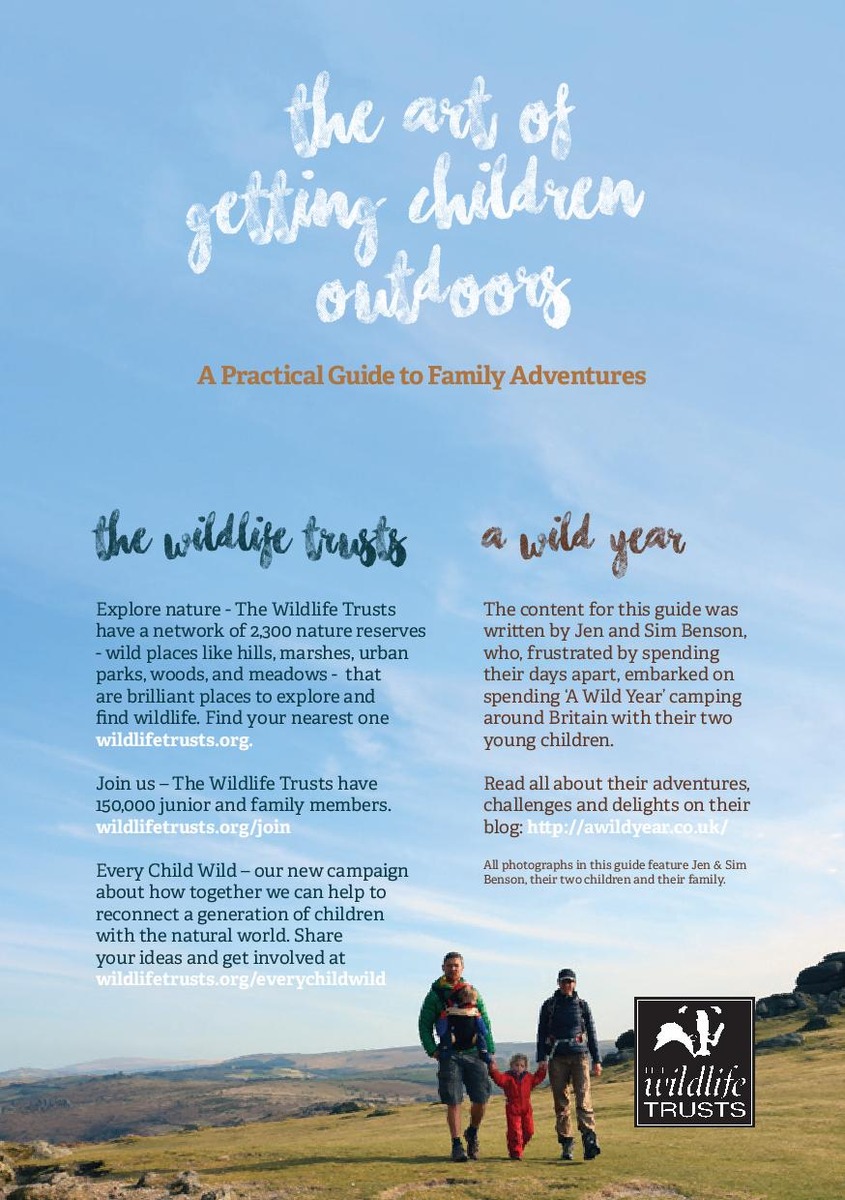 the art of
getting children
outdoors
A Practical Guide to Family Adventures
the wildlife trusts
Explore nature - The Wildlife Trusts
have a network of 2,300 nature reserves
- wild places like hills, marshes, urban
parks, woods, and meadows -  that
are brilliant places to explore and
find wildlife. Find your nearest one
wildlifetrusts.org.
Join us – The Wildlife Trusts have
150,000 junior and family members.
wildlifetrusts.org/join
Every Child Wild – our new campaign
about how together we can help to
reconnect a generation of children
with the natural world. Share
your ideas and get involved at
wildlifetrusts.org/everychildwild
a wild year
The content for this guide was
written by Jen and Sim Benson,
who, frustrated by spending
their days apart, embarked on
spending ‘A Wild Year’ camping
around Britain with their two
young children.
Read all about their adventures,
challenges and delights on their
blog: http://awildyear.co.uk/
All photographs in this guide feature Jen & Sim
Benson, their two children and their family.
THE
wildlife
TRUSTS